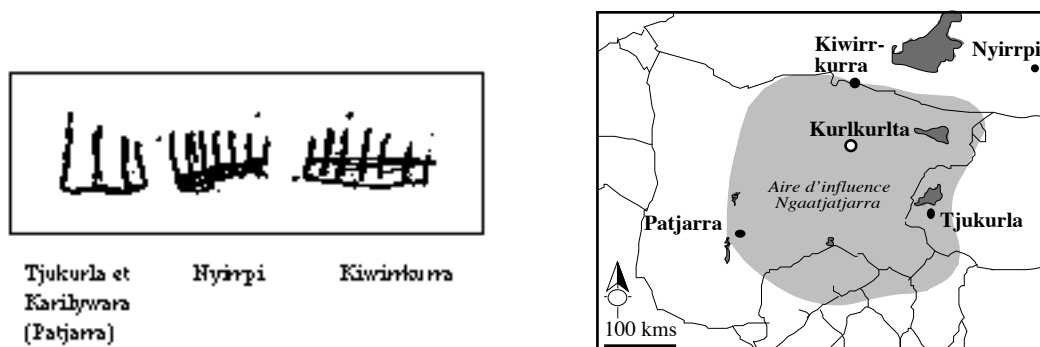 Tjukurla et
Karilywara
(Patjarra)
Nyirrpi
Kiwirrkurra
Kiwirr-
kurra
Nyirrpi
Kurlkurlta
Aire d'influence
Ngaatjatjarra
Patjarra
Tjukurla
100 kms